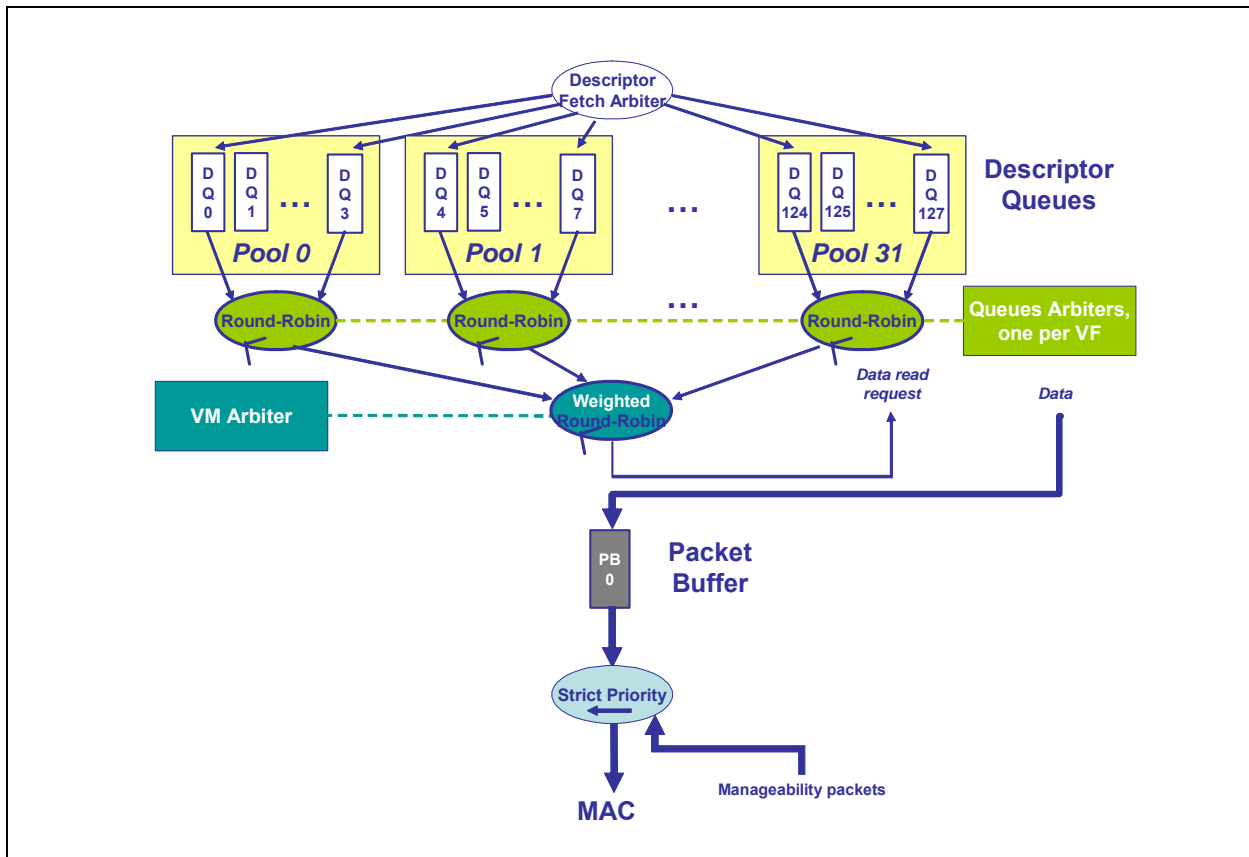 Descriptor
Fetch Arbiter
D
Q
0
D
Q
1
...
D
Q
3
D
Q
4
D
Q
5
...
D
Q
7
...
D
Q
124
D
Q
125
...
D
Q
127
Descriptor
Queues
Pool 0
Pool 1
Pool 31
...
Round-Robin
Round-Robin
Round-Robin
Queues Arbiters,
one per VF
VM Arbiter
Weighted
Round-Robin
Data read
request
Data
PB
0
Packet
Buffer
Strict Priority
Manageability packets
MAC